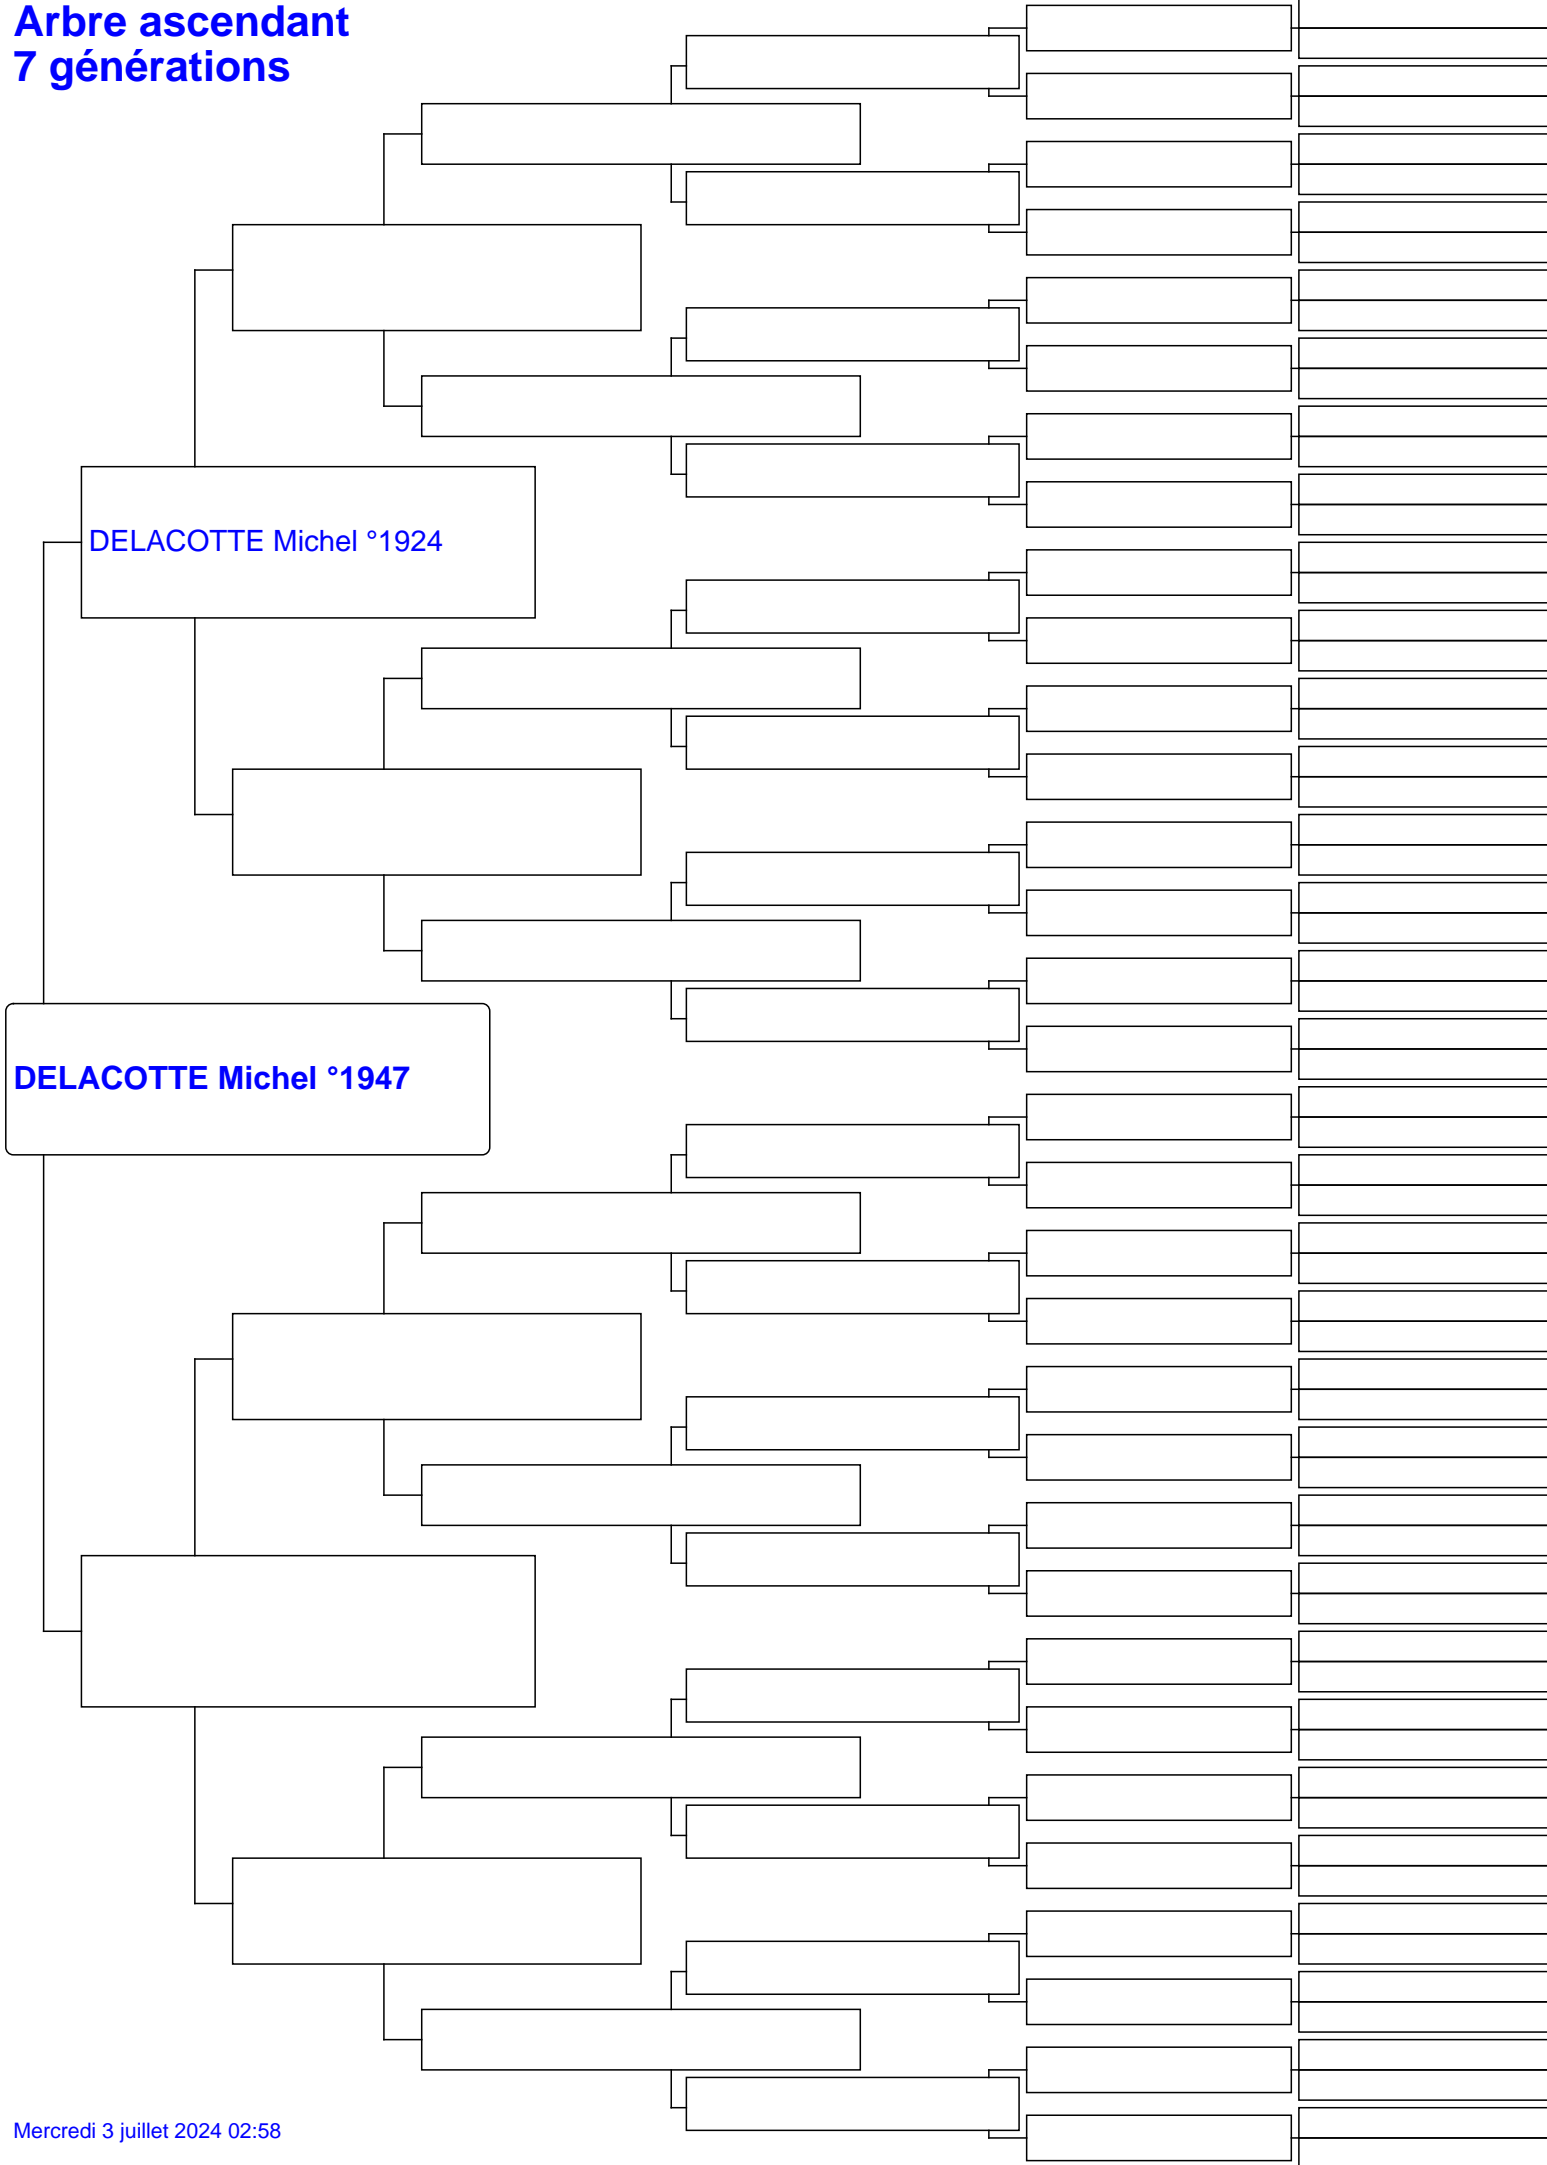 Arbre ascendant
7 générations
DELACOTTE Michel °1924
DELACOTTE Michel °1947
Mercredi 3 juillet 2024 02:58